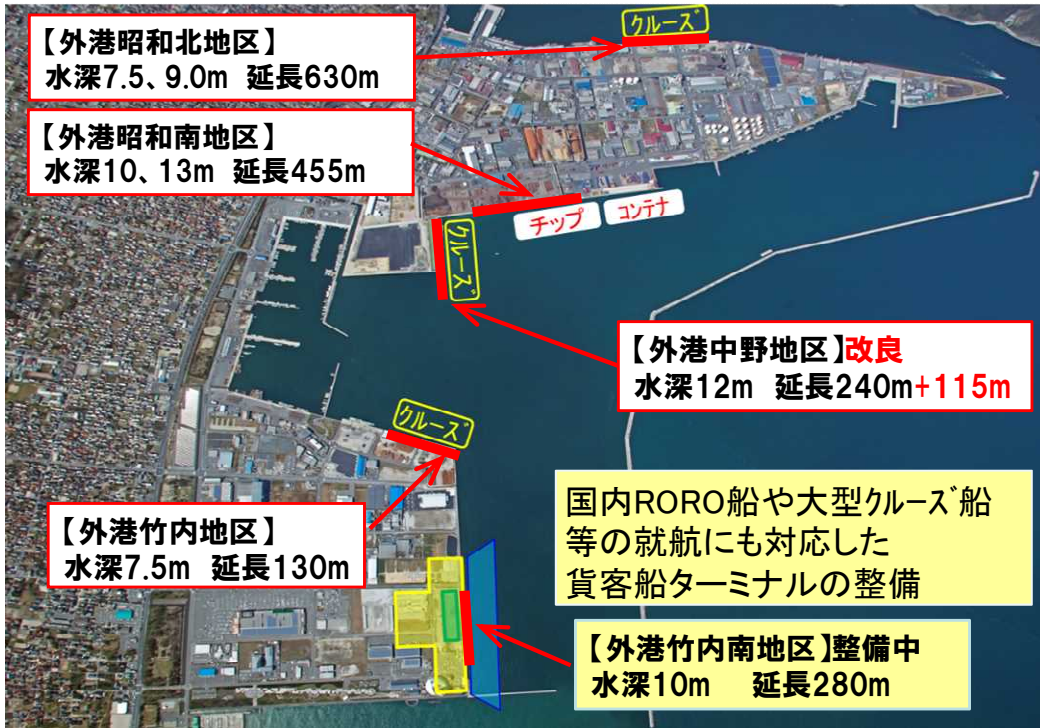 クルーズ
【外港昭和北地区】
水深7.5、9.0m 延長630m
【外港昭和南地区】
水深10、13m 延長455m
チップ
コンテナ
クルーズ
【外港中野地区】改良
水深12m 延長240m+115m
クルーズ
【外港竹内地区】
水深7.5m 延長130m
国内RORO船や大型クルーズ船
等の就航にも対応した
貨客船ターミナルの整備
【外港竹内南地区】整備中
水深10m 延長280m